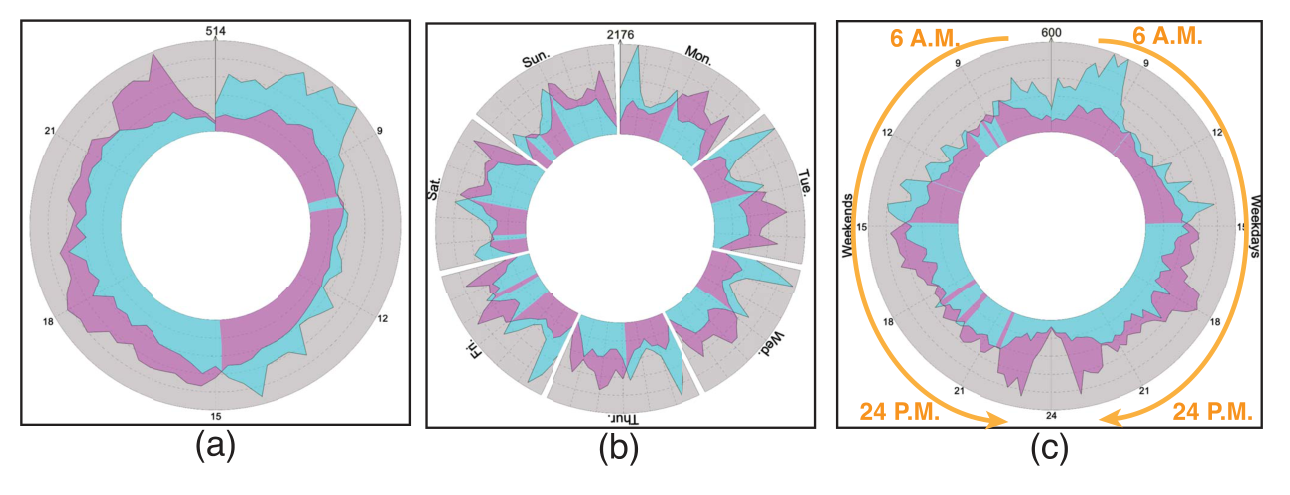 514
9
12
15
18
21
(a)
2176
Mon.
Tue.
Wed.
Thur.
Fri.
Sat.
Sun.
(b)
6 A.M.
600
6 A.M.
9
9
12
12
Weekends
15
15
Weekdays
18
18
21
21
24 P.M.
24
24 P.M.
(c)